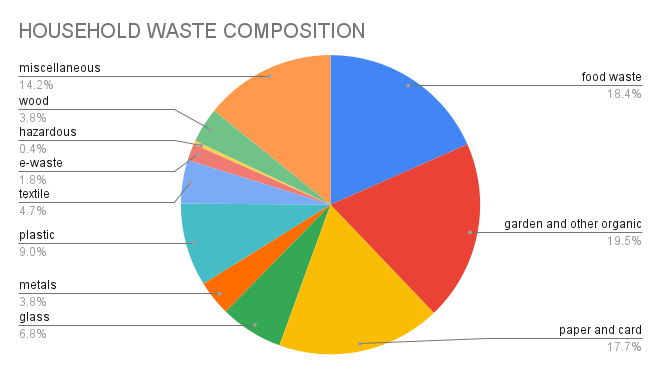 HOUSEHOLD WASTE COMPOSITION
miscellaneous
14.2%
wood
3.8%
hazardous
0.4%
e-waste
1.8%
textile
4.7%
plastic
9.0%
metals
3.8%
glass
6.8%
food waste
18.4%
garden and other organic
19.5%
paper and card
17.7%